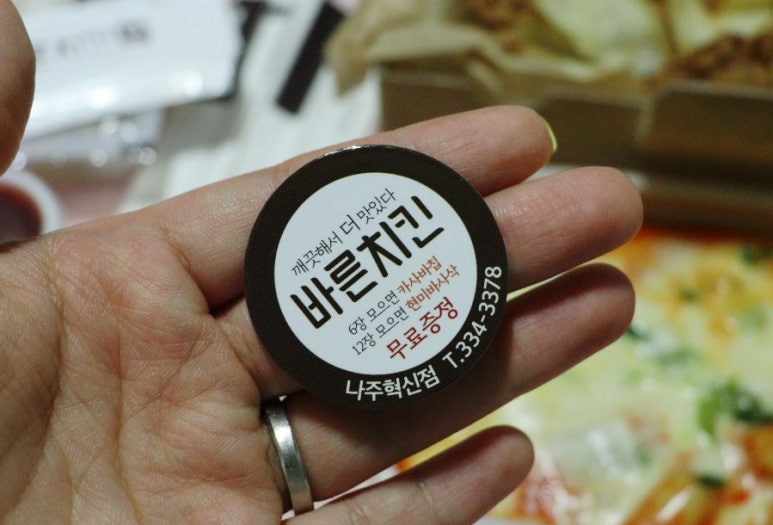 깨끗해서 더 맛있다
바른치킨
6장 모으면 카사바칩
12장 모으면 현미바사삭
무료증정
나주혁신점 T.334-3378